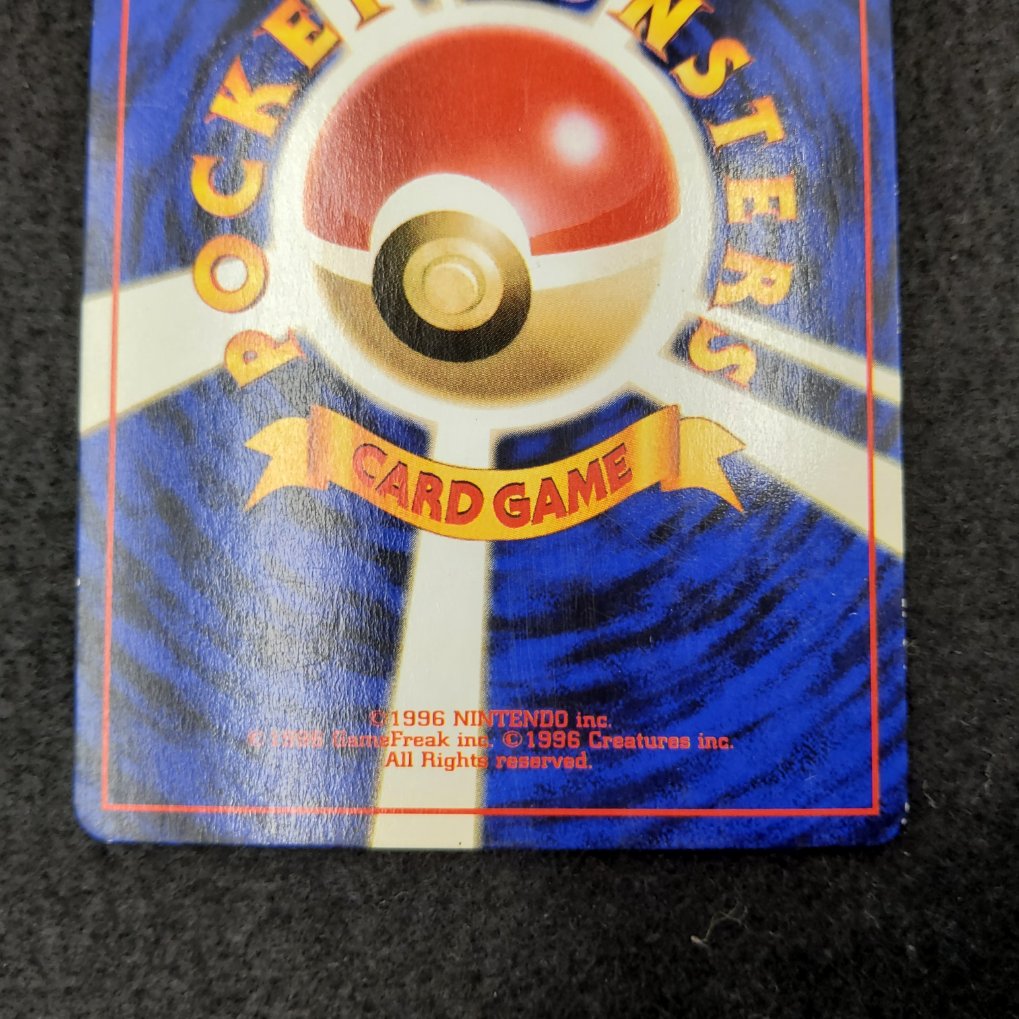 POCKET MONSTERS
CARD GAME
©1996 NINTENDO inc.
©1996 GameFreak inc. ©1996 Creatures inc.
All Rights reserved.